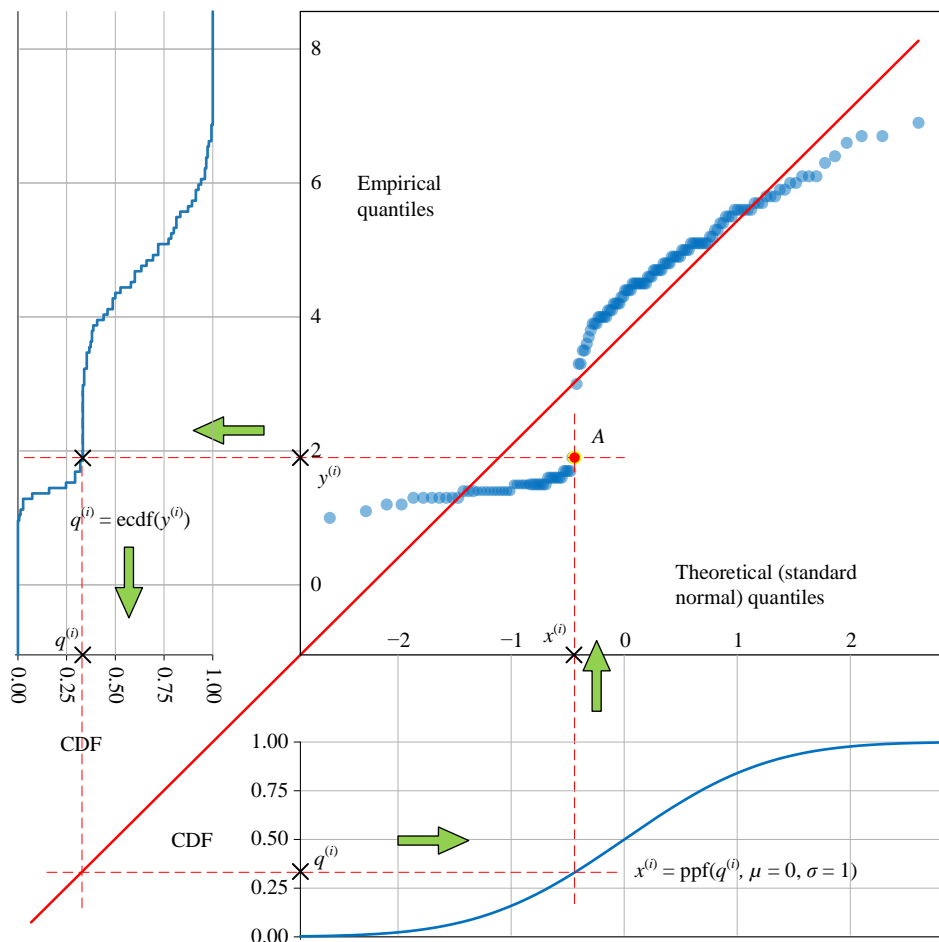 8
6
4
2
0
Empirical
quantiles
A
y^(i)
q^(i) = ecdf(y^(i))
Theoretical (standard
normal) quantiles
q^(i)
x^(i)
−2
−1
0
1
2
0.00
0.25
0.50
0.75
1.00
CDF
CDF
1.00
0.75
0.50
0.25
0.00
q^(i)
x^(i) = ppf(q^(i), μ = 0, σ = 1)